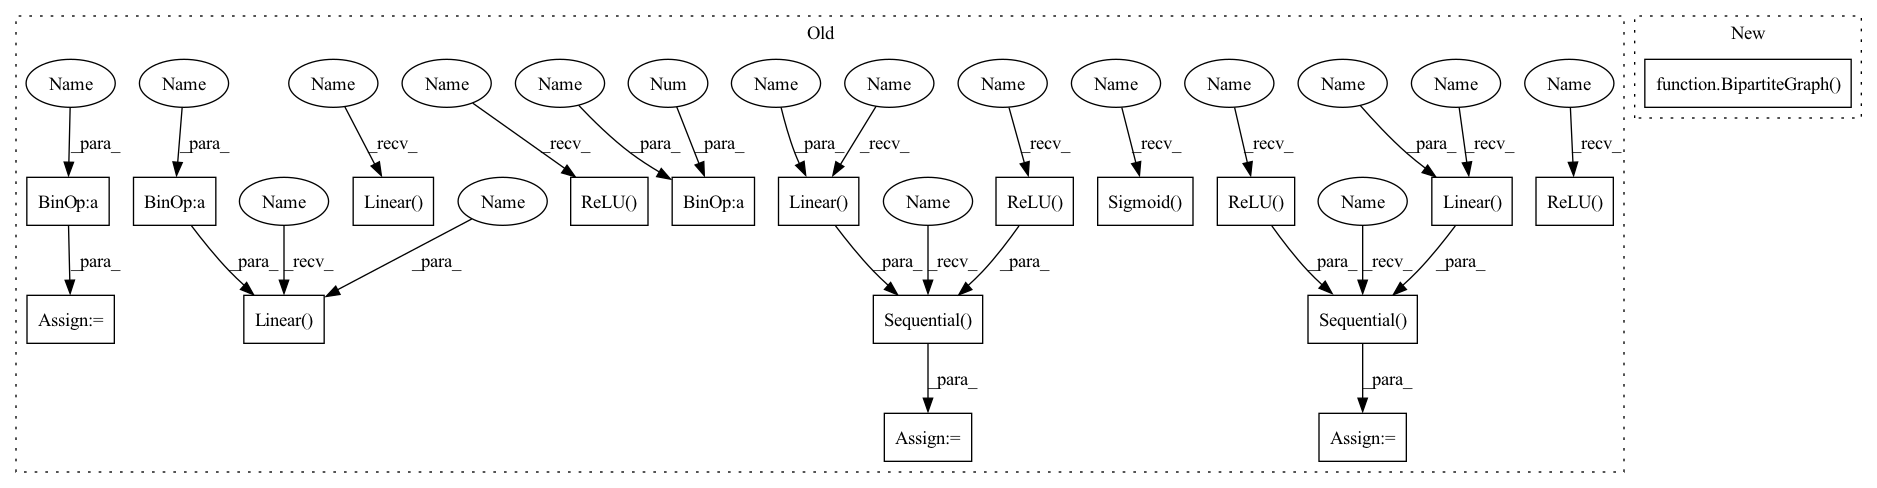 Old
New
Name
Name
Name
Name
Name
Num
Name
Name
Name
Name
Name
Name
Name
Name
function.BipartiteGraph()
_para_
_para_
_recv_
_recv_
_para_
_para_
_para_
_recv_
_recv_
_recv_
_recv_
_para_
_recv_
_recv_
BinOp:a
BinOp:a
Name
Linear()
Name
ReLU()
BinOp:a
Linear()
Name
ReLU()
Sigmoid()
ReLU()
Name
Linear()
ReLU()
_para_
_para_
_recv_
_para_
_para_
_recv_
_para_
_para_
_recv_
_para_
Assign:=
Linear()
Sequential()
Sequential()
_para_
_para_
Assign:=
Assign:=